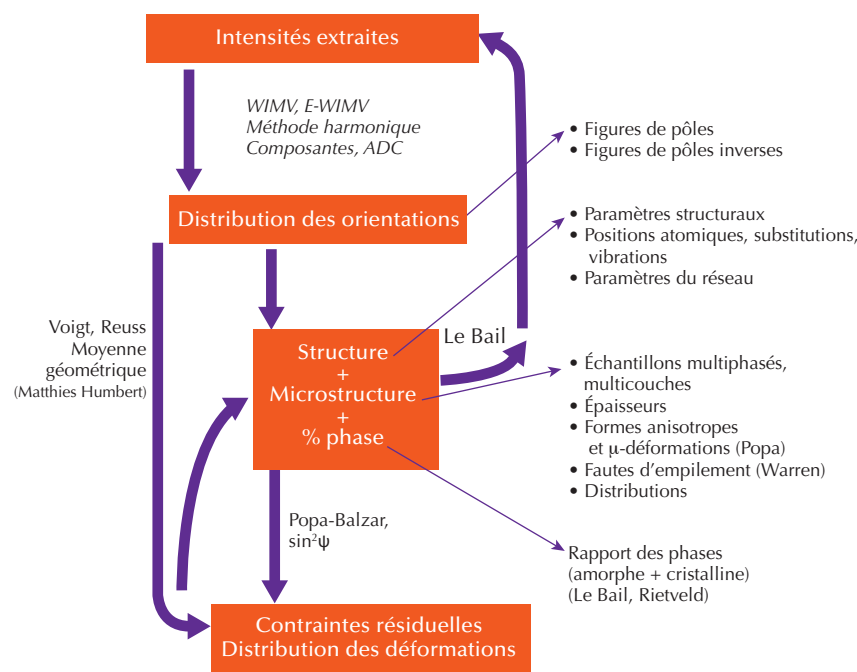 Intensités extraites
WIMV, E-WIMV
Méthode harmonique
Composantes, ADC
• Figures de pôles
• Figures de pôles inverses
Distribution des orientations
• Paramètres structuraux
• Positions atomiques, substitutions,
vibrations
• Paramètres du réseau
Voigt, Reuss
Moyenne
géométrique
(Matthies Humbert)
Structure
+
Microstructure
+
% phase
Le Bail
• Échantillons multiphasés,
multicouches
• Épaisseurs
• Formes anisotropes
et μ-déformations (Popa)
• Fautes d’empilement (Warren)
• Distributions
Popa-Balzar,
sin²ψ
Rapport des phases
(amorphe + cristalline)
(Le Bail, Rietveld)
Contraintes résiduelles
Distribution des déformations